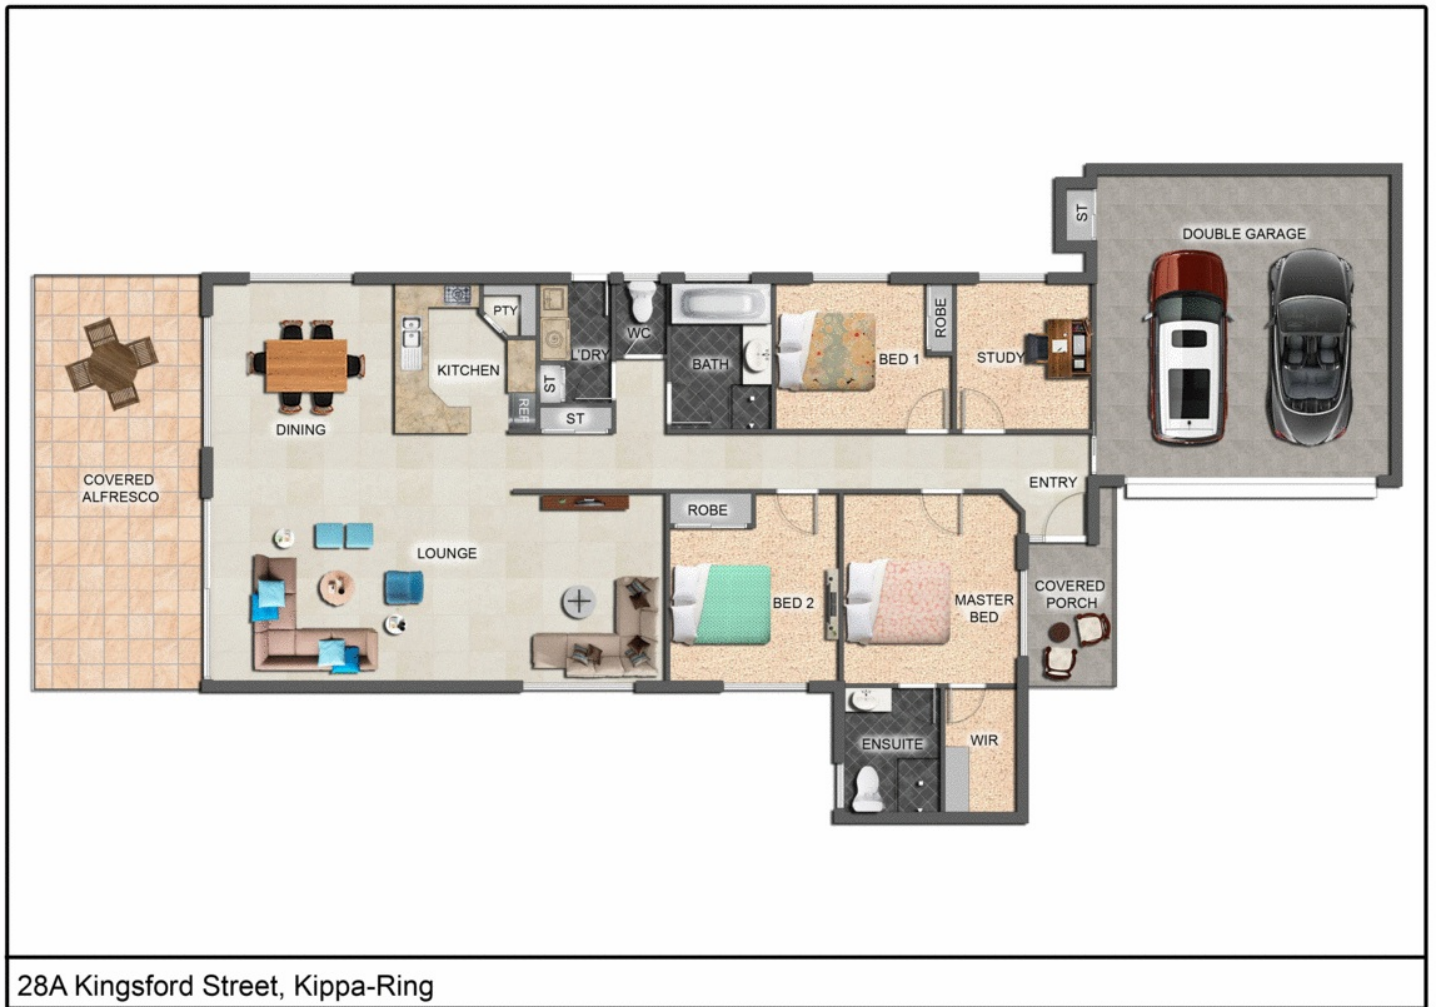 ST
DOUBLE GARAGE
PTY
WC
ROBE
KITCHEN
L'DRY
BATH
BED 1
STUDY
ST
REF
ST
DINING
COVERED
ALFRESCO
ENTRY
ROBE
LOUNGE
BED 2
MASTER
BED
COVERED
PORCH
ENSUITE
WIR
28A Kingsford Street, Kippa-Ring